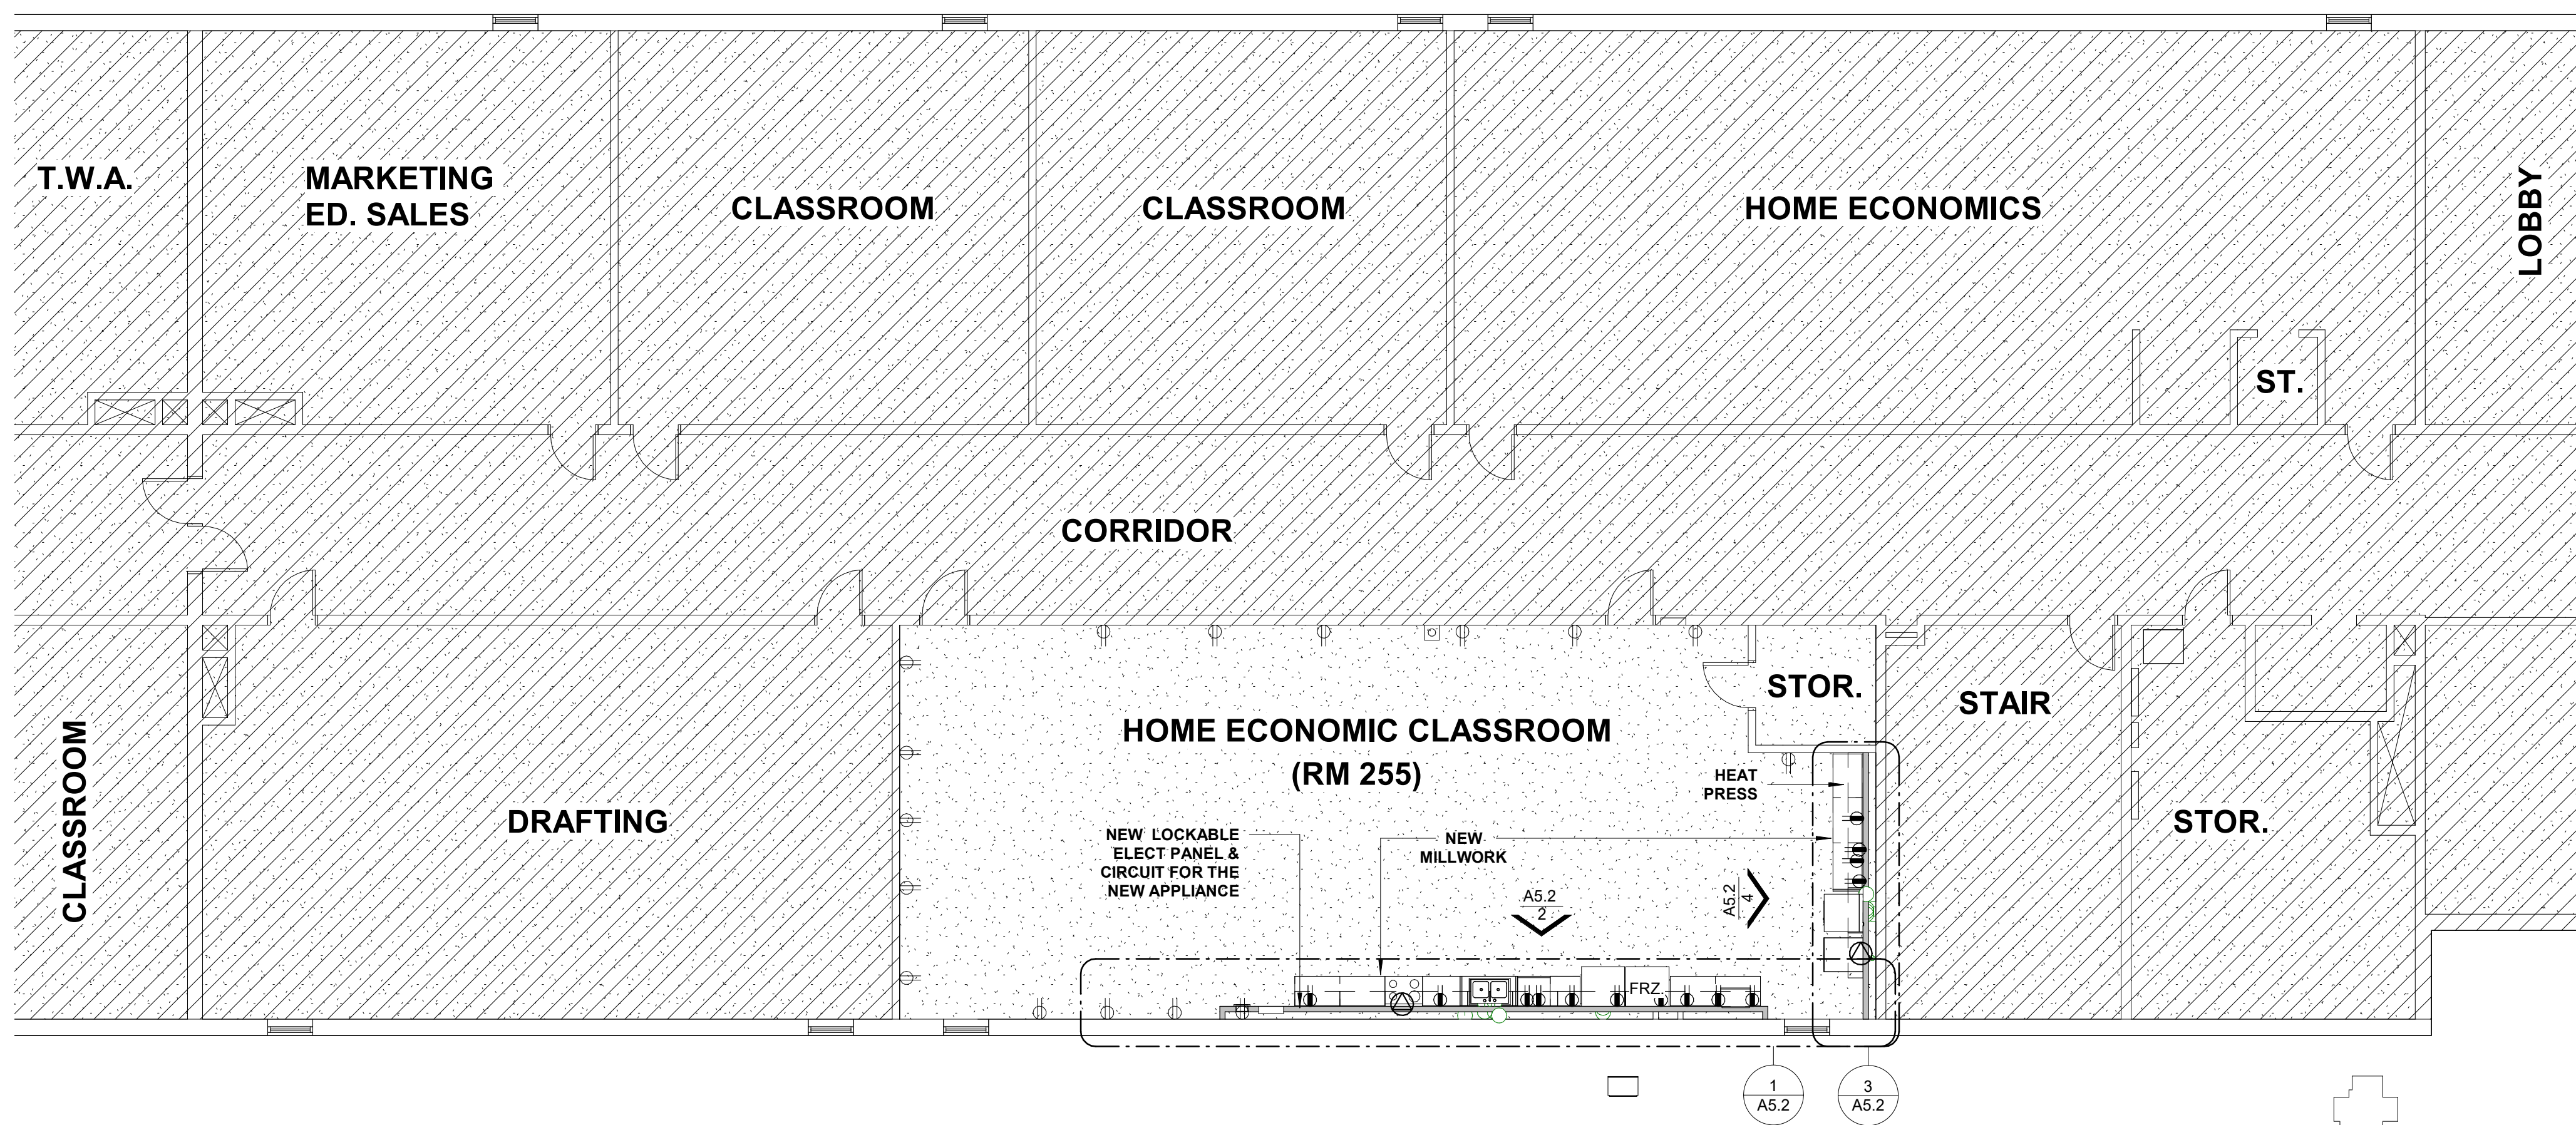 T.W.A.
MARKETING
ED. SALES
CLASSROOM
CLASSROOM
HOME ECONOMICS
LOBBY
ST.
CORRIDOR
CLASSROOM
DRAFTING
HOME ECONOMIC CLASSROOM
(RM 255)
STOR.
STAIR
STOR.
HEAT
PRESS
NEW LOCKABLE
ELECT PANEL &
CIRCUIT FOR THE
NEW APPLIANCE
NEW
MILLWORK
A5.2
2
A5.2
4
FRZ.
1
A5.2
3
A5.2